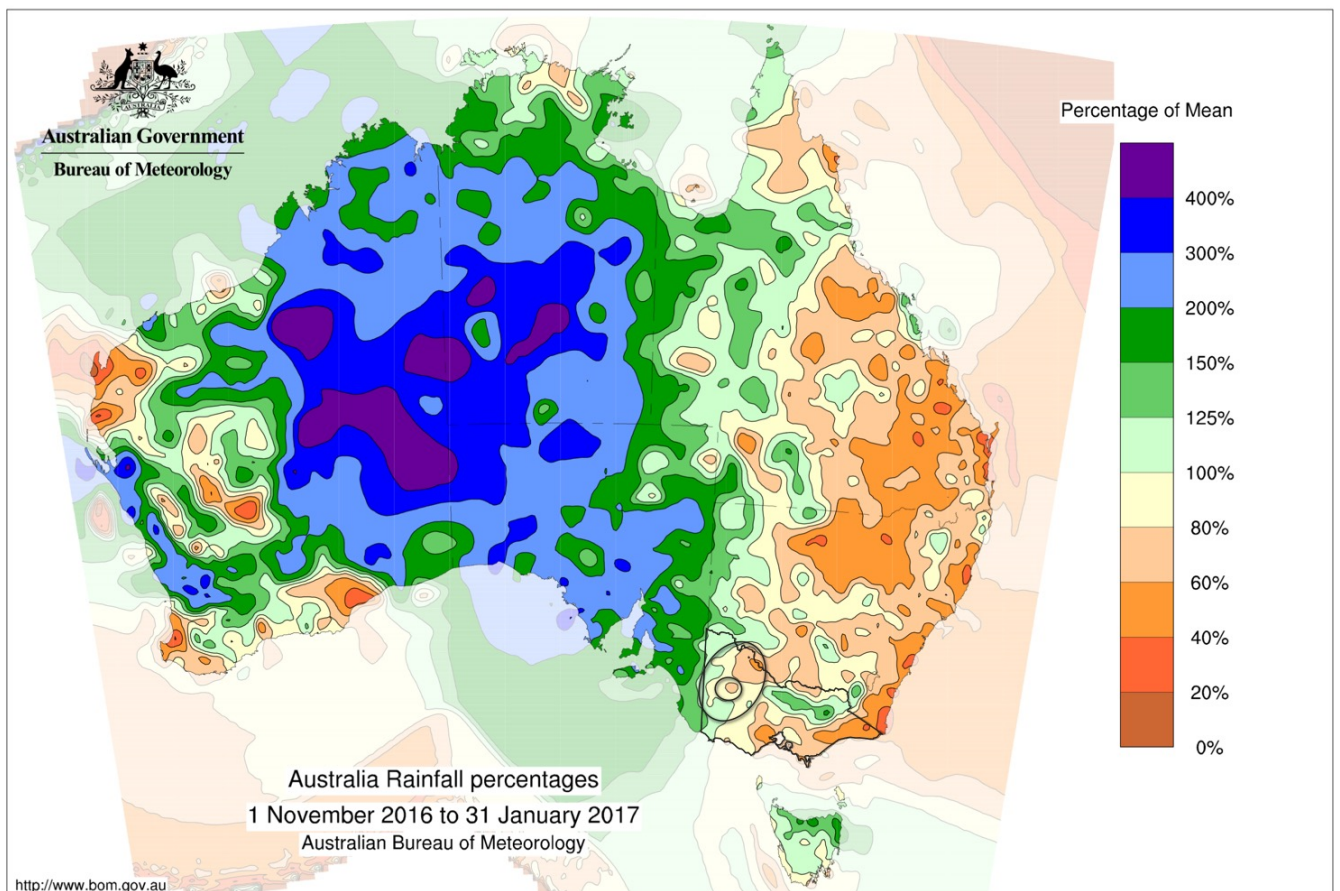 Australian Government
Bureau of Meteorology
Percentage of Mean
400%
300%
200%
150%
125%
100%
80%
60%
40%
20%
0%
Australia Rainfall percentages
1 November 2016 to 31 January 2017
Australian Bureau of Meteorology
http://www.bom.gov.au